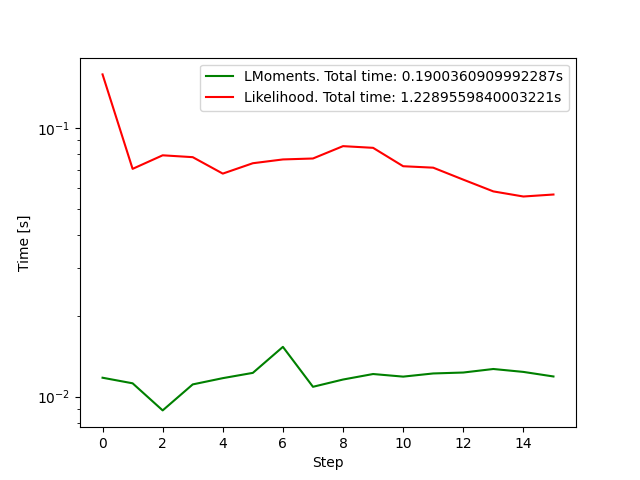 LMoments. Total time: 0.1900360909992287s
Likelihood. Total time: 1.2289559840003221s
10⁻¹
10⁻²
Time [s]
0 2 4 6 8 10 12 14
Step